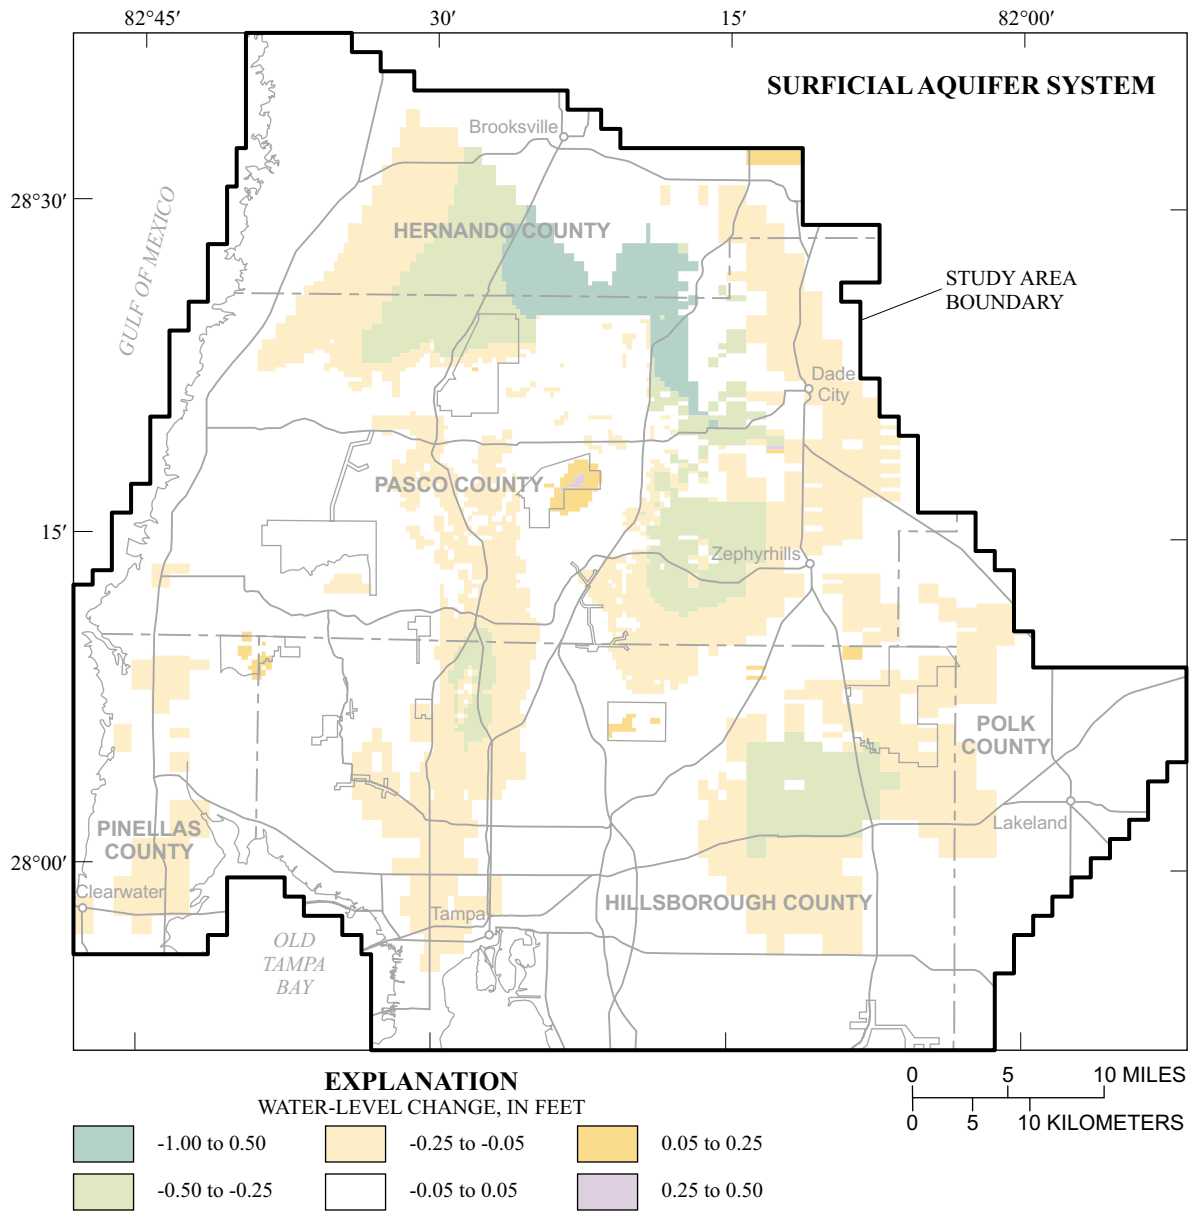 82°45′
30′
15′
82°00′
SURFICIAL AQUIFER SYSTEM
Brooksville
28°30′
GULF OF MEXICO
HERNANDO COUNTY
STUDY AREA
BOUNDARY
Dade
City
PASCO COUNTY
15′
Zephyrhills
POLK
COUNTY
PINELLAS
COUNTY
Lakeland
28°00′
Clearwater
HILLSBOROUGH COUNTY
Tampa
OLD
TAMPA
BAY
EXPLANATION
WATER-LEVEL CHANGE, IN FEET
-1.00 to 0.50
-0.25 to -0.05
0.05 to 0.25
-0.50 to -0.25
-0.05 to 0.05
0.25 to 0.50
0 5 10 MILES
0 5 10 KILOMETERS